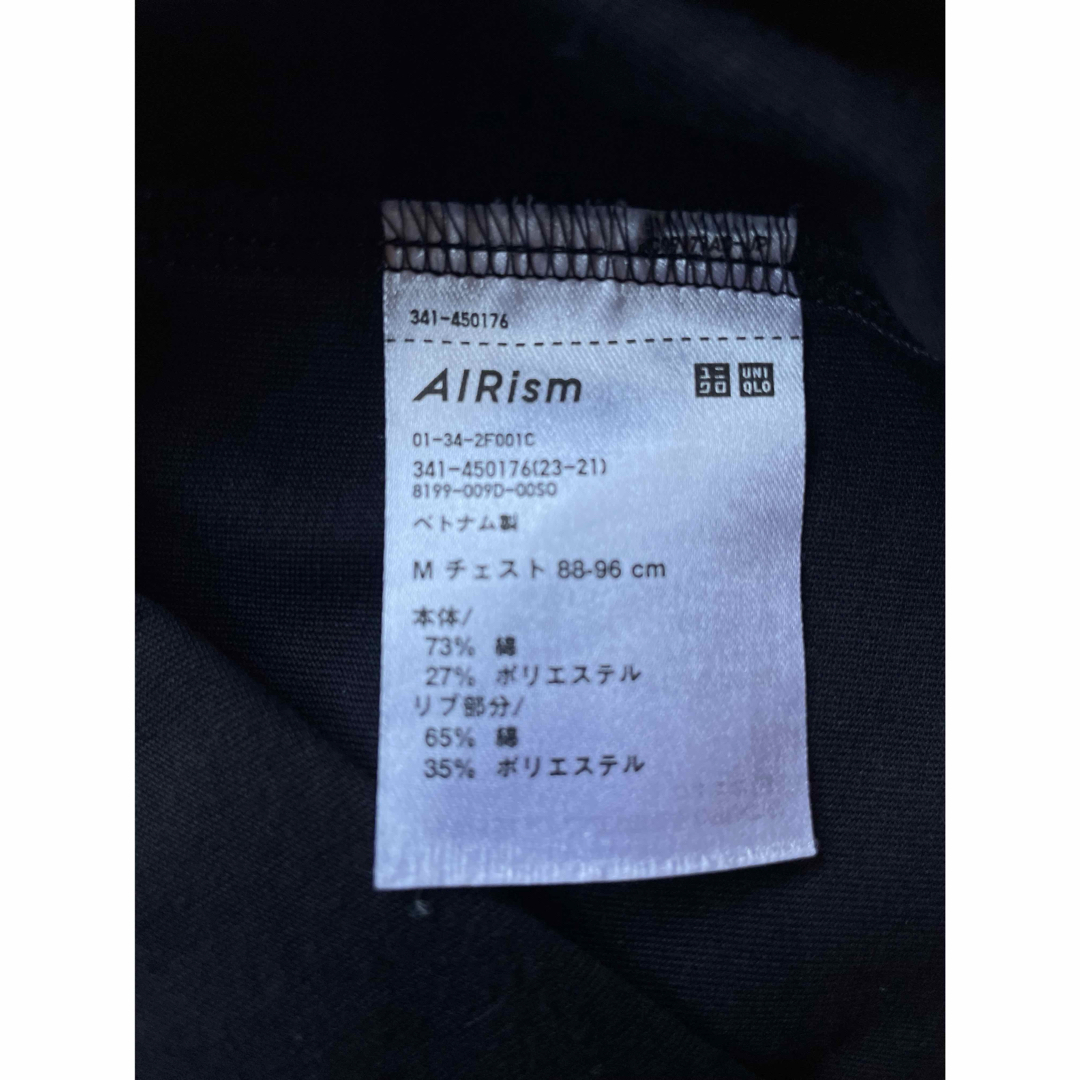 341-450176
AIRism ユニクロ UNIQLO
01-34-2F001C
341-450176(23-21)
8199-009D-00S0
ベトナム製
M チェスト 88-96 cm
本体/
73% 綿
27% ポリエステル
リブ部分/
65% 綿
35% ポリエステル